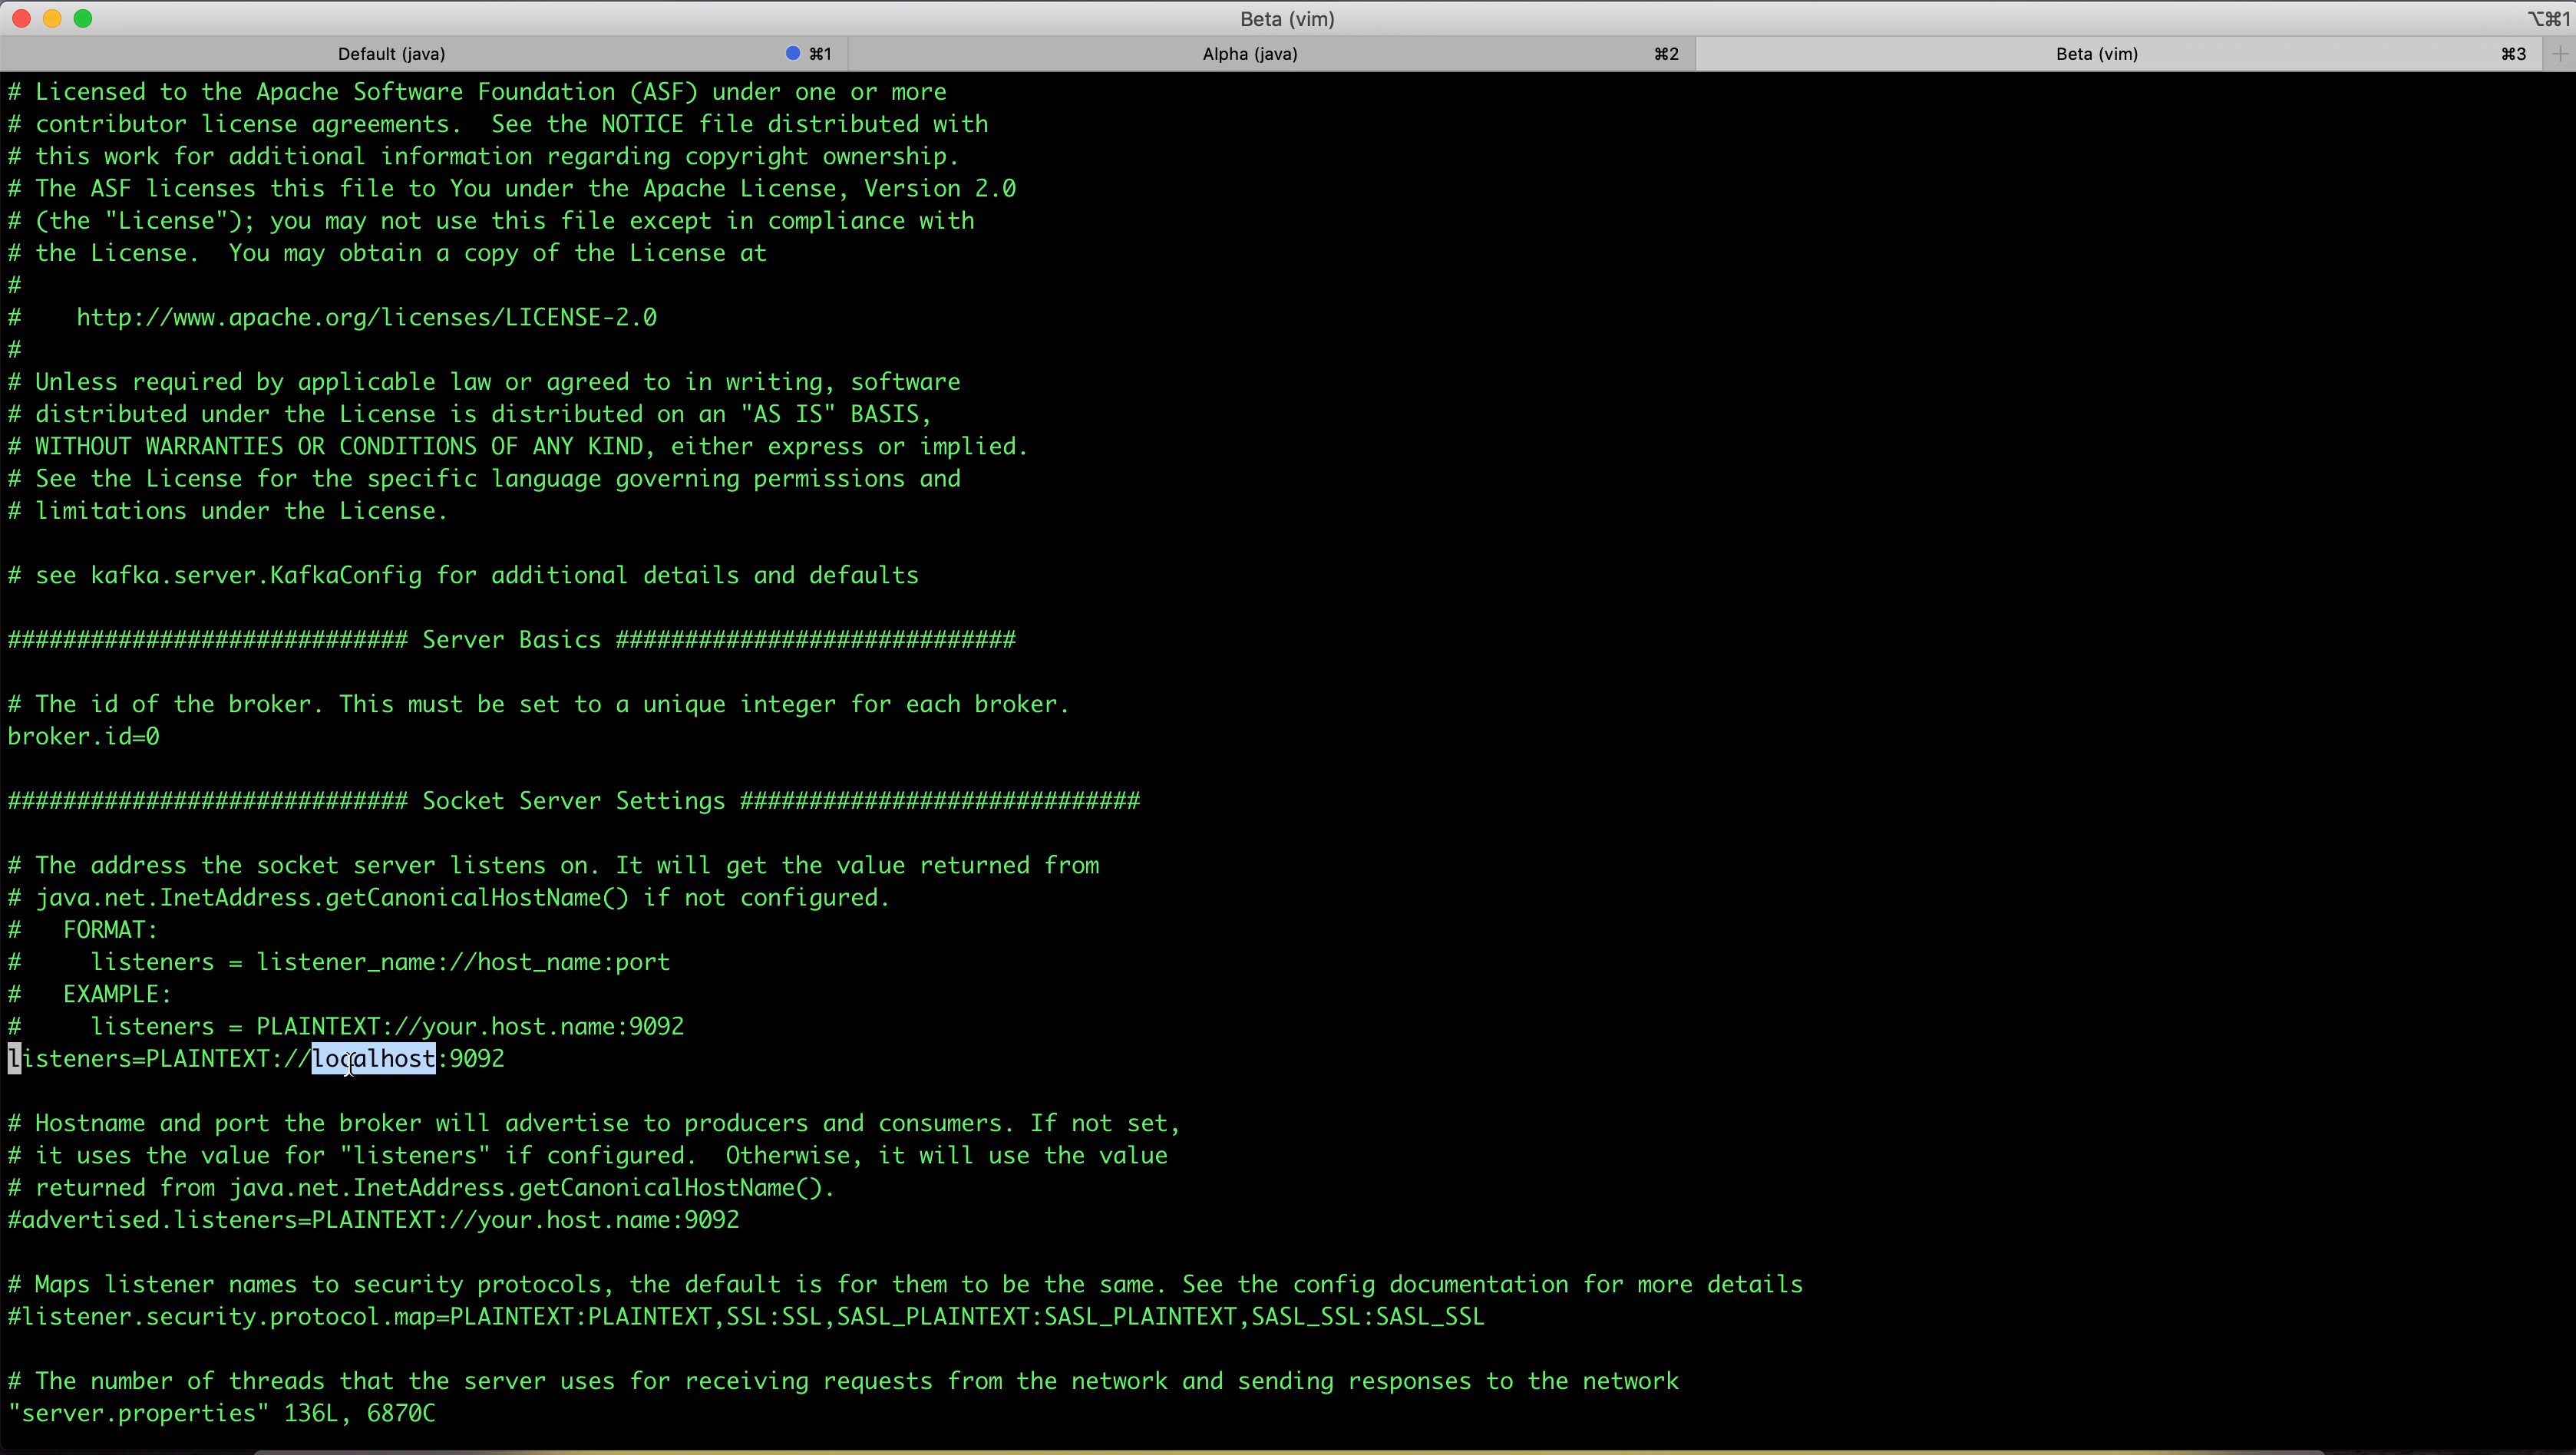 Beta (vim)
⌥⌘1
Default (java) ⌘1
Alpha (java) ⌘2
Beta (vim) ⌘3
# Licensed to the Apache Software Foundation (ASF) under one or more
# contributor license agreements.  See the NOTICE file distributed with
# this work for additional information regarding copyright ownership.
# The ASF licenses this file to You under the Apache License, Version 2.0
# (the "License"); you may not use this file except in compliance with
# the License.  You may obtain a copy of the License at
#
#    http://www.apache.org/licenses/LICENSE-2.0
#
# Unless required by applicable law or agreed to in writing, software
# distributed under the License is distributed on an "AS IS" BASIS,
# WITHOUT WARRANTIES OR CONDITIONS OF ANY KIND, either express or implied.
# See the License for the specific language governing permissions and
# limitations under the License.
# see kafka.server.KafkaConfig for additional details and defaults
############################# Server Basics #############################
# The id of the broker. This must be set to a unique integer for each broker.
broker.id=0
############################# Socket Server Settings #############################
# The address the socket server listens on. It will get the value returned from
# java.net.InetAddress.getCanonicalHostName() if not configured.
#   FORMAT:
#     listeners = listener_name://host_name:port
#   EXAMPLE:
#     listeners = PLAINTEXT://your.host.name:9092
listeners=PLAINTEXT://localhost:9092
# Hostname and port the broker will advertise to producers and consumers. If not set,
# it uses the value for "listeners" if configured.  Otherwise, it will use the value
# returned from java.net.InetAddress.getCanonicalHostName().
#advertised.listeners=PLAINTEXT://your.host.name:9092
# Maps listener names to security protocols, the default is for them to be the same. See the config documentation for more details
#listener.security.protocol.map=PLAINTEXT:PLAINTEXT,SSL:SSL,SASL_PLAINTEXT:SASL_PLAINTEXT,SASL_SSL:SASL_SSL
# The number of threads that the server uses for receiving requests from the network and sending responses to the network
"server.properties" 136L, 6870C